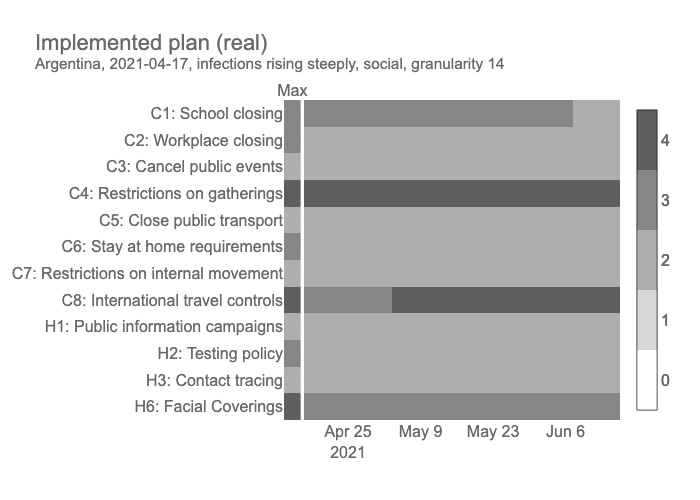 Implemented plan (real)
Argentina, 2021-04-17, infections rising steeply, social, granularity 14
Max
C1: School closing
C2: Workplace closing
C3: Cancel public events
C4: Restrictions on gatherings
C5: Close public transport
C6: Stay at home requirements
C7: Restrictions on internal movement
C8: International travel controls
H1: Public information campaigns
H2: Testing policy
H3: Contact tracing
H6: Facial Coverings
4
3
2
1
0
Apr 25 May 9 May 23 Jun 6
2021